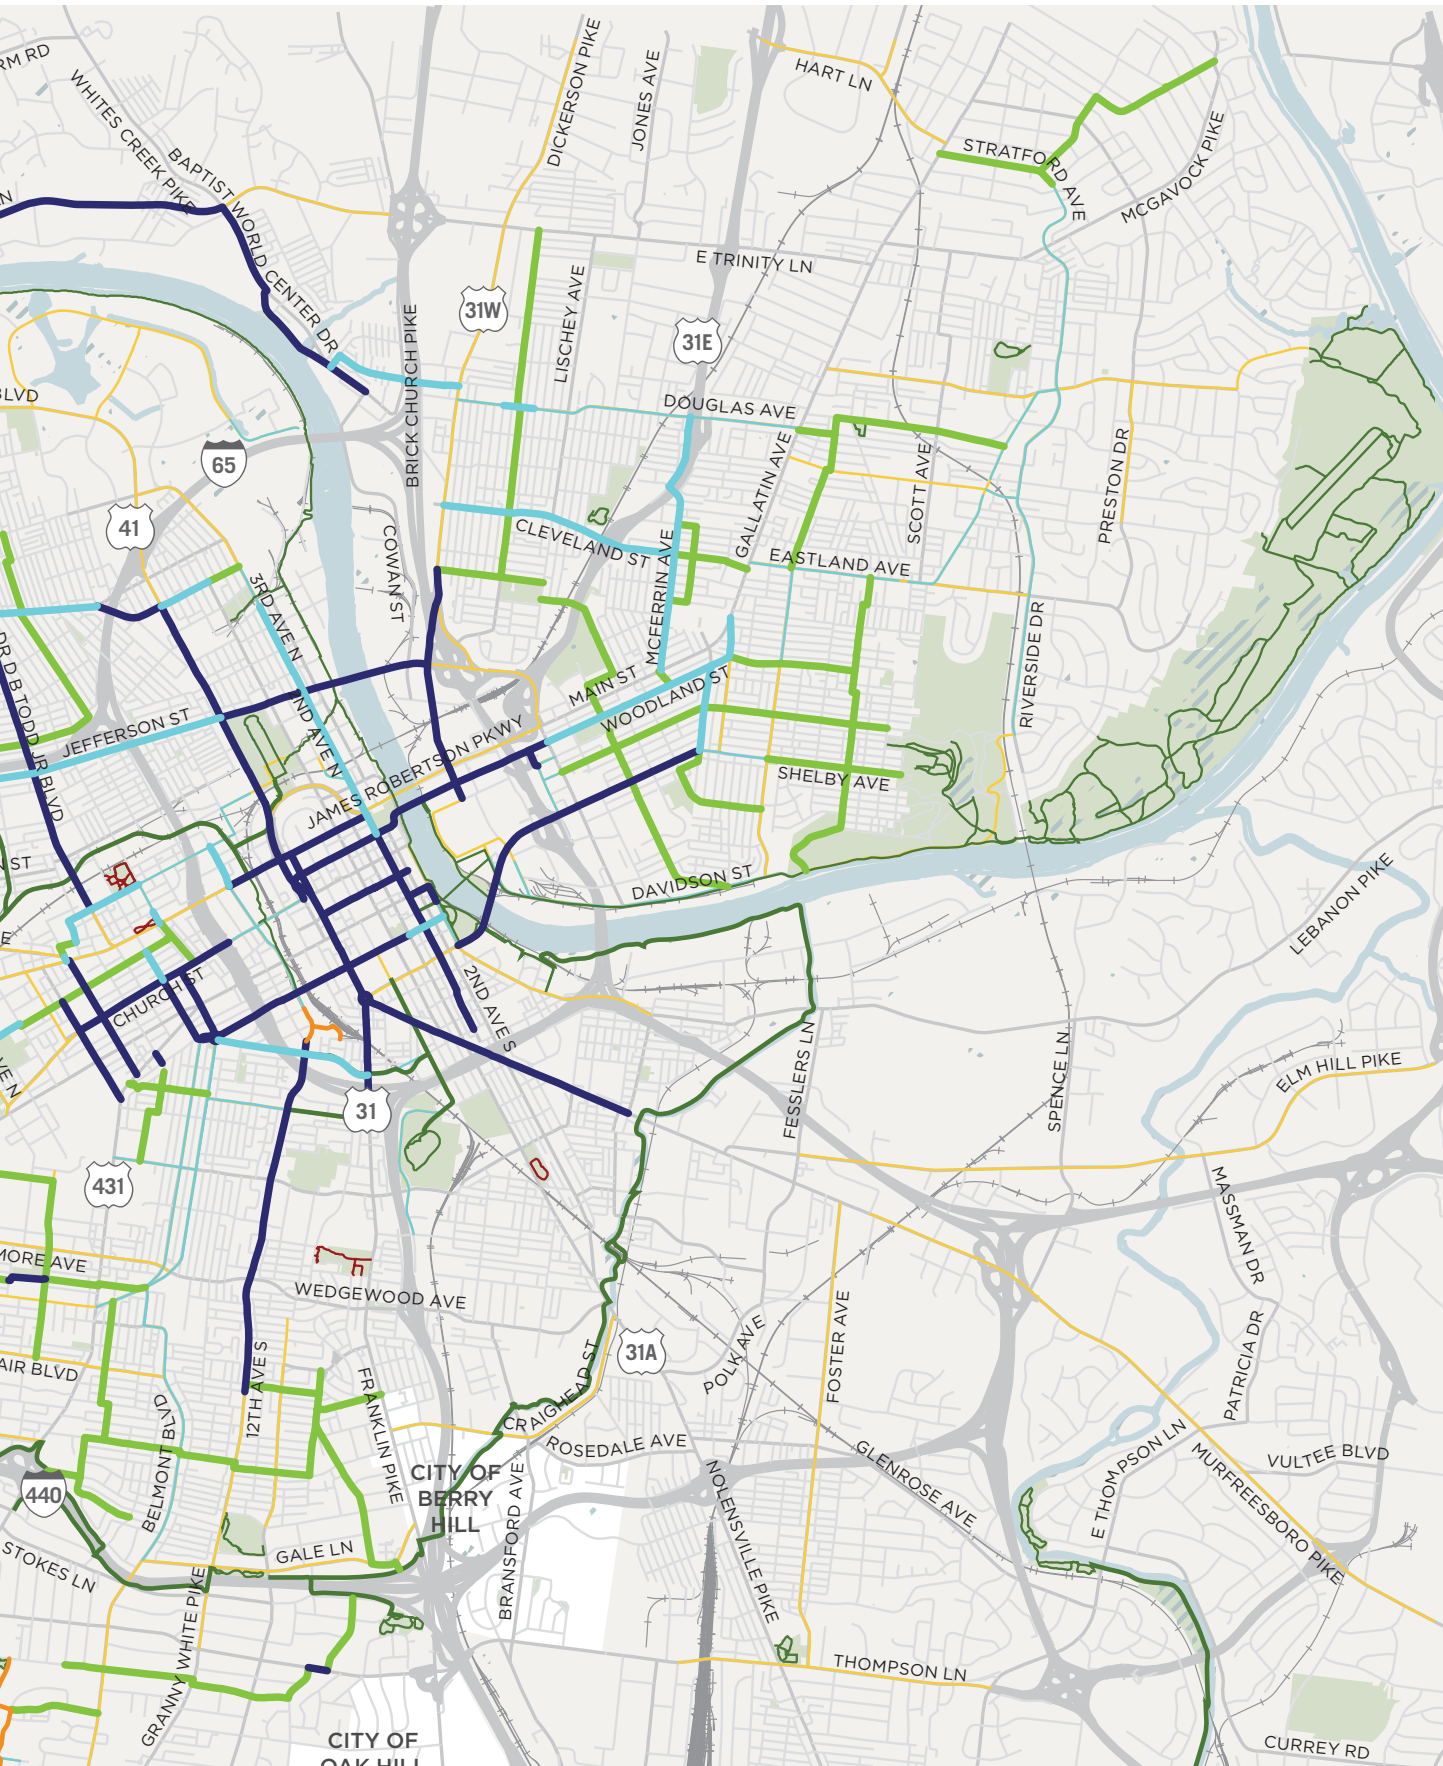 RM RD
WHITES CREEK PIKE
BAPTIST WORLD CENTER DR
DICKERSON PIKE
JONES AVE
HART LN
STRATFORD AVE
MCGAVOCK PIKE
N
E TRINITY LN
31W
LISCHEY AVE
31E
BRICK CHURCH PIKE
BLVD
DOUGLAS AVE
65
41
COWAN ST
CLEVELAND ST
GALLATIN AVE
SCOTT AVE
PRESTON DR
EASTLAND AVE
MCFERRIN AVE
3RD AVE N
RIVERSIDE DR
DR D B TODD JR BLVD
JEFFERSON ST
2ND AVE N
MAIN ST
WOODLAND ST
JAMES ROBERTSON PKWY
SHELBY AVE
N ST
DAVIDSON ST
LEBANON PIKE
E
CHURCH ST
2ND AVE S
VE N
FESSLERS LN
SPENCE LN
ELM HILL PIKE
31
431
MASSMAN DR
MORE AVE
WEDGEWOOD AVE
31A
POLK AVE
FOSTER AVE
PATRICIA DR
AIR BLVD
12TH AVE S
FRANKLIN PIKE
CRAIGHEAD ST
BELMONT BLVD
ROSEDALE AVE
GLENROSE AVE
E THOMPSON LN
MURFREESBORO PIKE
VULTEE BLVD
CITY OF
BERRY
HILL
440
BRANSFORD AVE
NOLENSVILLE PIKE
STOKES LN
GALE LN
GRANNY WHITE PIKE
THOMPSON LN
CITY OF
OAK HILL
CURREY RD